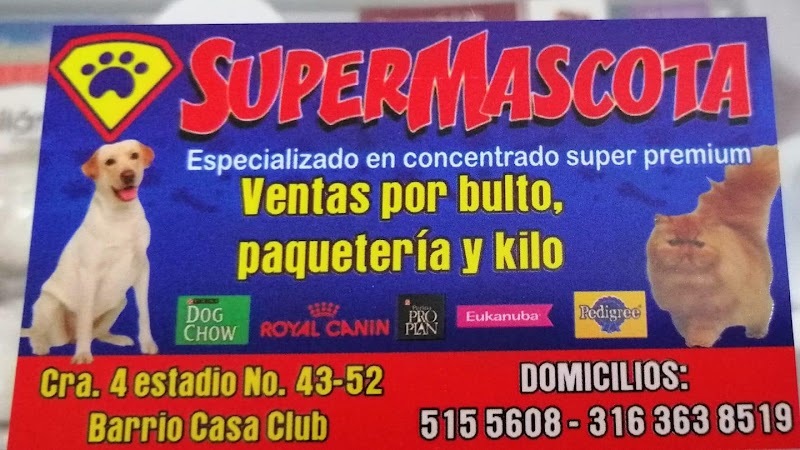 SUPERMASCOTA
Especializado en concentrado super premium
Ventas por bulto,
paquetería y kilo
DOG
CHOW
ROYAL CANIN
PRO
PLAN
Eukanuba
Pedigree
Cra. 4 estadio No. 43-52
Barrio Casa Club
DOMICILIOS:
515 5608 - 316 363 8519